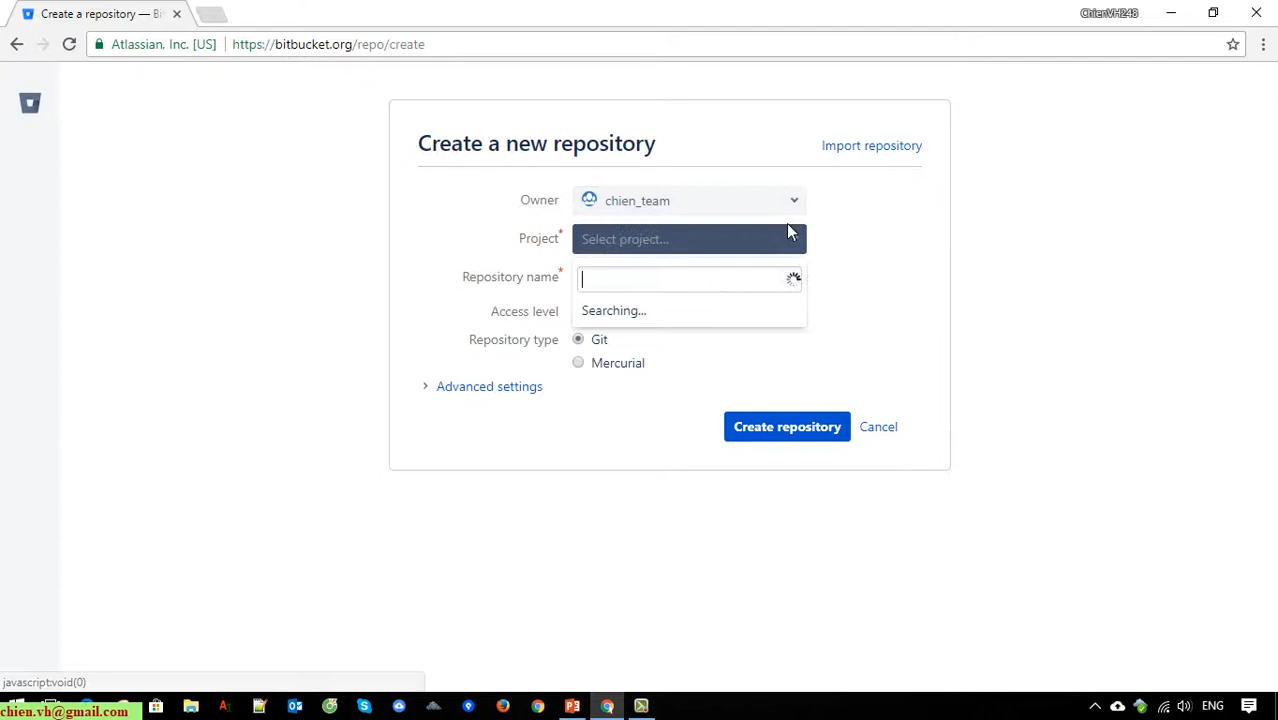 Create a repository — Bi
ChienVH248
Atlassian, Inc. [US] https://bitbucket.org/repo/create
Create a new repository
Import repository
Owner chien_team
Project* Select project...
Repository name*
Searching...
Access level
Repository type Git
Mercurial
Advanced settings
Create repository Cancel
javascript:void(0)
ENG
chien.vh@gmail.com